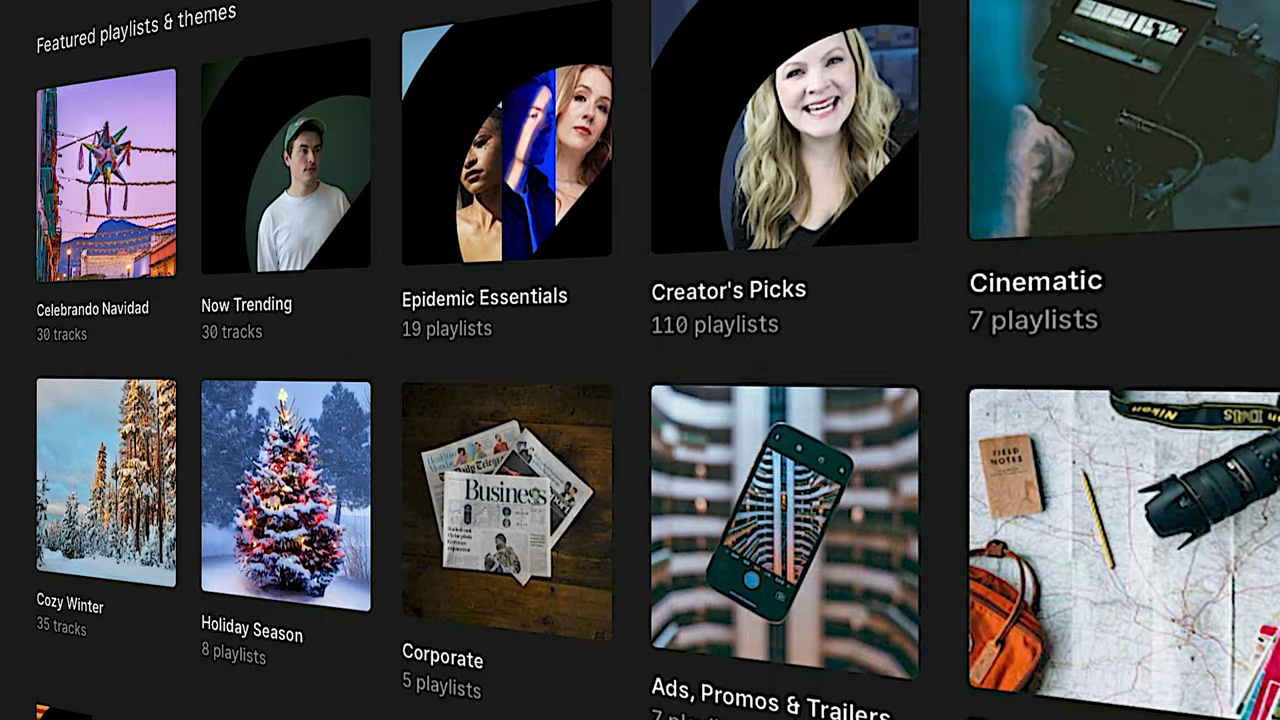 Featured playlists & themes
Celebrando Navidad
30 tracks
Now Trending
30 tracks
Epidemic Essentials
19 playlists
Creator's Picks
110 playlists
Cinematic
7 playlists
Cozy Winter
35 tracks
Holiday Season
8 playlists
Daily
Business
Corporate
5 playlists
Ads, Promos & Trailers
Nikon
FIELD
NOTES